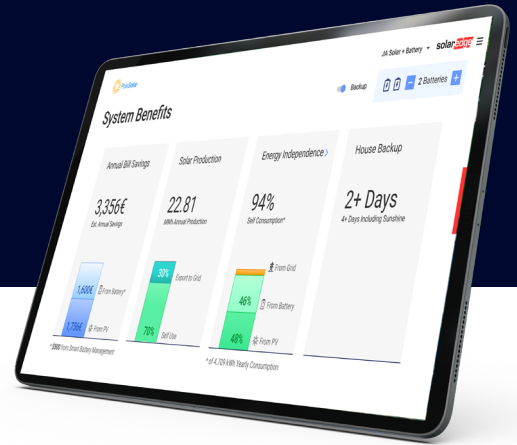 PolySolar
JA Solar + Battery
solaredge
Backup
2 Batteries
System Benefits
Annual Bill Savings
3,356€
Est. Annual Savings
1,600€
From Battery*
1,756€
From PV
* $500 from Smart Battery Management
Solar Production
22.81
MWh Annual Production
30%
Export to Grid
70%
Self Use
Energy Independence >
94%
Self Consumption^
From Grid
46%
From Battery
48%
From PV
^ of 4,709 kWh Yearly Consumption
House Backup
2+ Days
4+ Days Including Sunshine